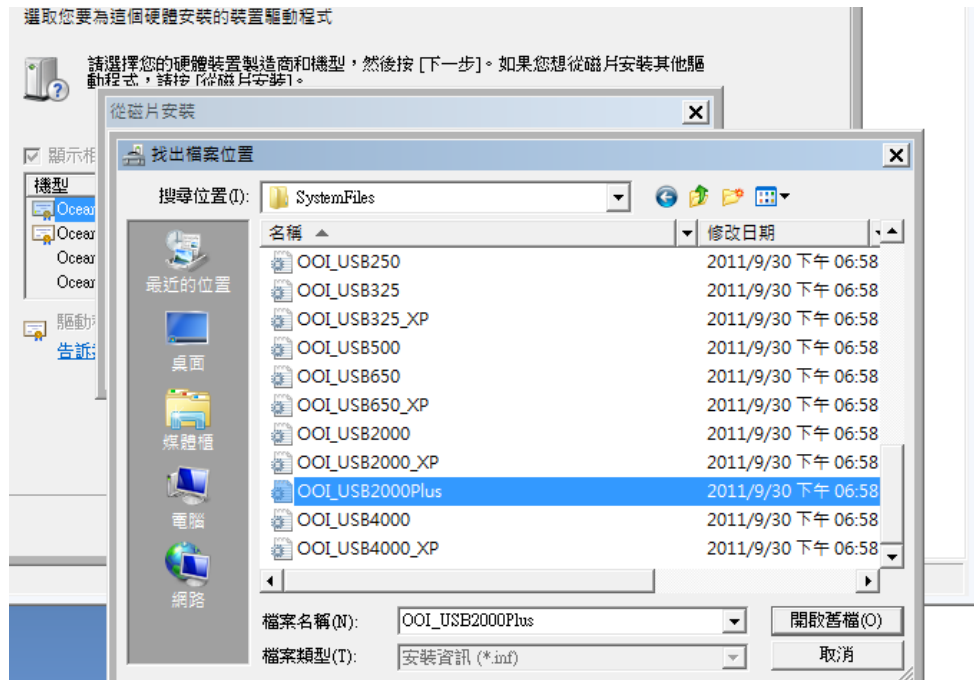 選取您要為這個硬體安裝的裝置驅動程式
請選擇您的硬體裝置製造商和機型，然後按 [下一步]。如果您想從磁片安裝其他驅
動程式，請按 [從磁片安裝]。
從磁片安裝
找出檔案位置
顯示相
搜尋位置(I):
SystemFiles
機型
Ocean
Ocean
Ocean
Ocean
驅動
告訴
最近的位置
桌面
媒體櫃
電腦
網路
名稱
修改日期
OOI_USB250 2011/9/30 下午 06:58
OOI_USB325 2011/9/30 下午 06:58
OOI_USB325_XP 2011/9/30 下午 06:58
OOI_USB500 2011/9/30 下午 06:58
OOI_USB650 2011/9/30 下午 06:58
OOI_USB650_XP 2011/9/30 下午 06:58
OOI_USB2000 2011/9/30 下午 06:58
OOI_USB2000_XP 2011/9/30 下午 06:58
OOI_USB2000Plus 2011/9/30 下午 06:58
OOI_USB4000 2011/9/30 下午 06:58
OOI_USB4000_XP 2011/9/30 下午 06:58
檔案名稱(N):
OOI_USB2000Plus
開啟舊檔(O)
檔案類型(T):
安裝資訊 (*.inf)
取消